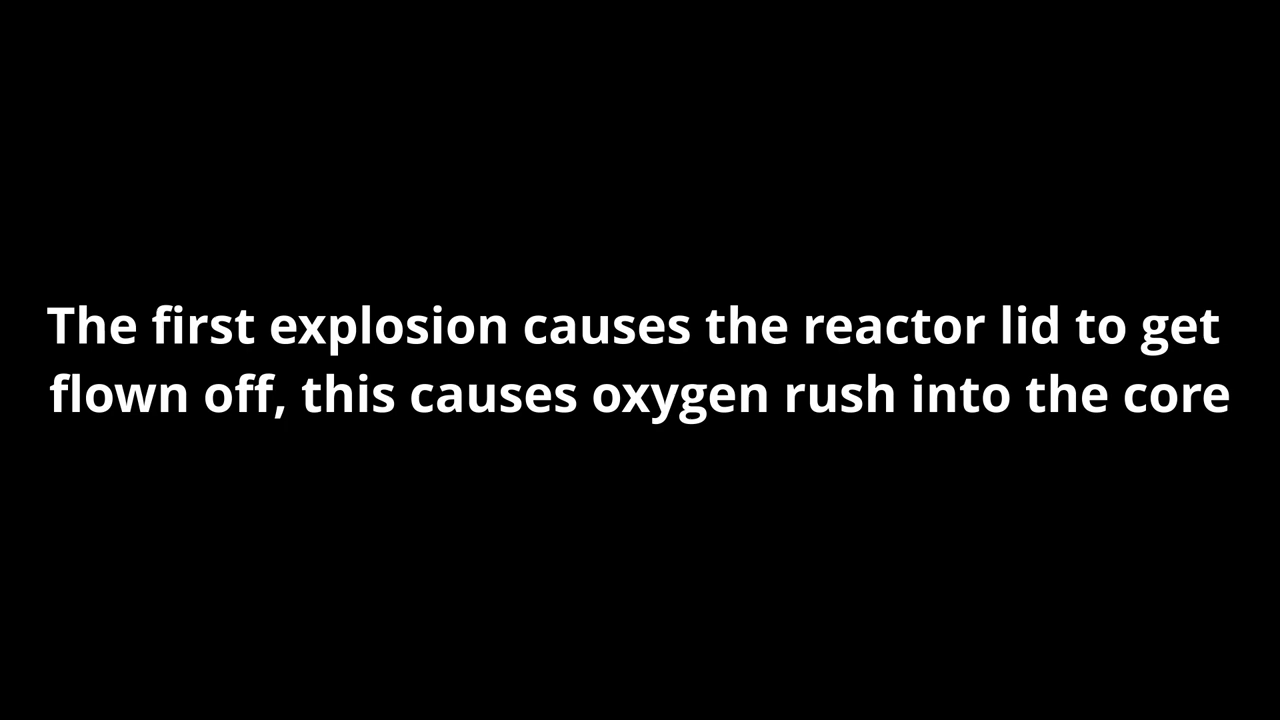 The first explosion causes the reactor lid to get
flown off, this causes oxygen rush into the core